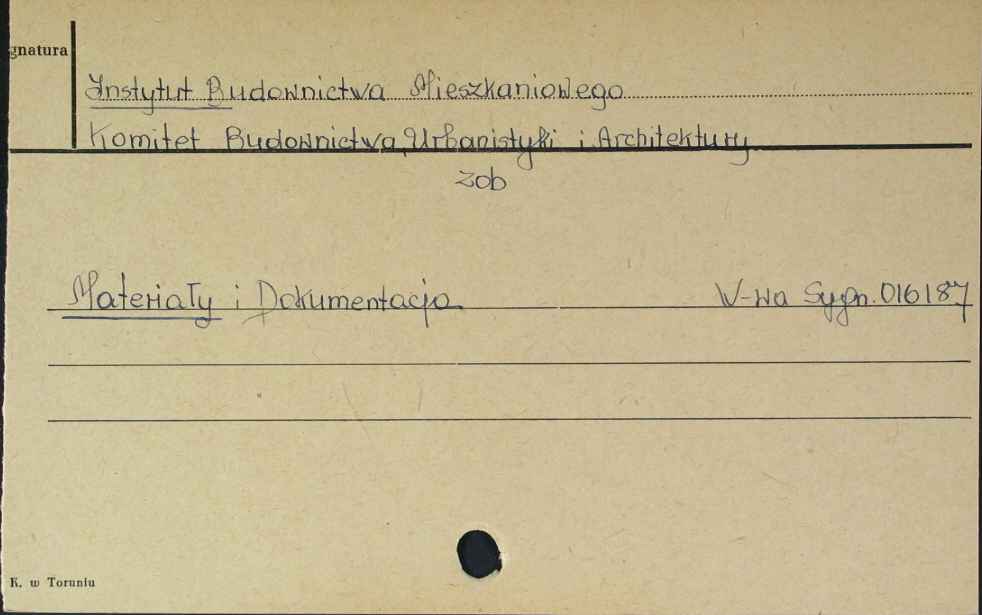 gnatura
Instytut Budownictwa Mieszkaniowego
Komitet Budownictwa, Urbanistyki i Architektury
zob
Materiały i Dokumentacja W-wa Sygn. 016187
K. w Toruniu